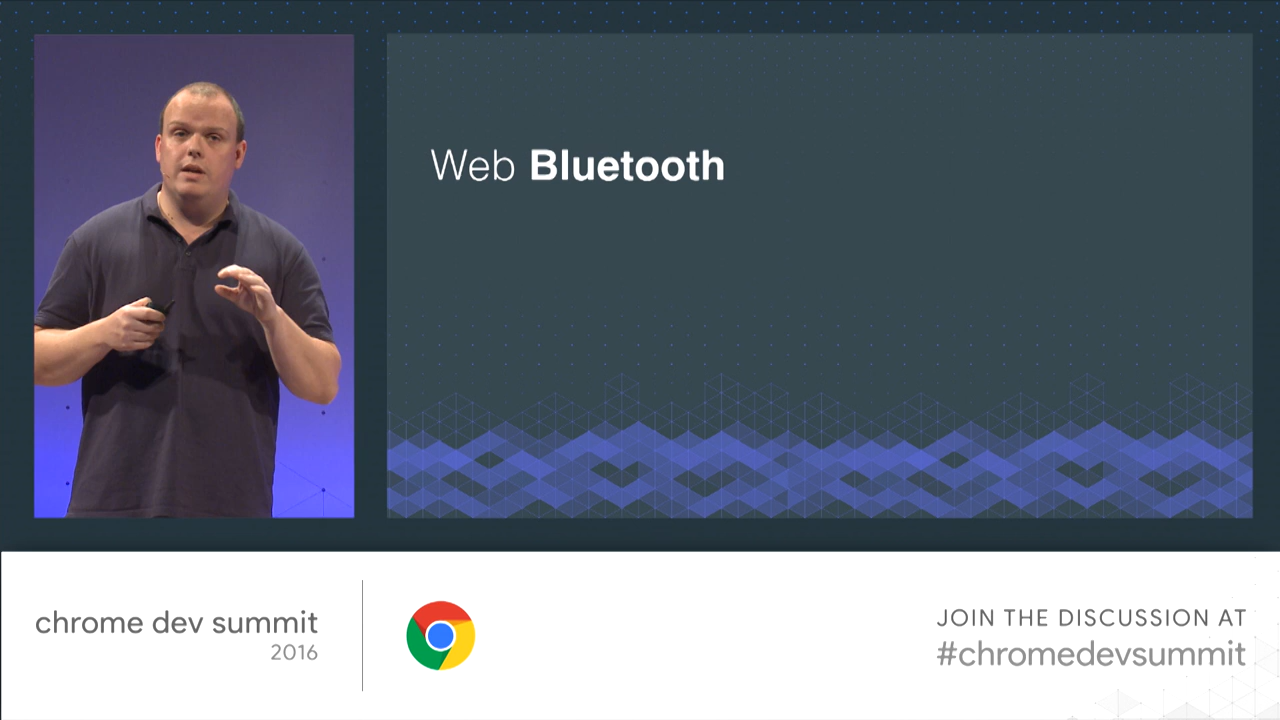 Web Bluetooth
chrome dev summit
2016
JOIN THE DISCUSSION AT
#chromedevsummit